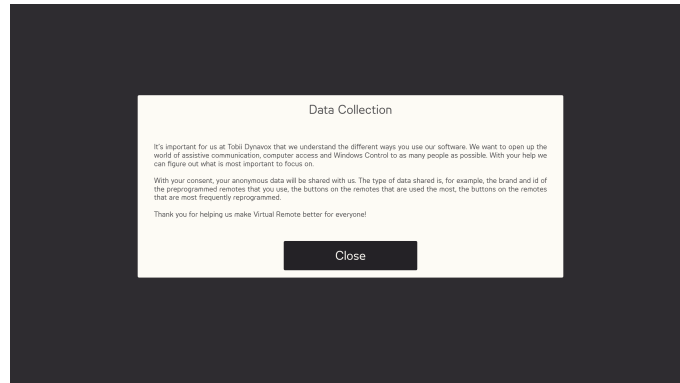 Data Collection
It's important for us at Tobii Dynavox that we understand the different ways you use our software. We want to open up the
world of assistive communication, computer access and Windows Control to as many people as possible. With your help we
can figure out what is most important to focus on.
With your consent, your anonymous data will be shared with us. The type of data shared is, for example, the brand and id of
the preprogrammed remotes that you use, the buttons on the remotes that are used the most, the buttons on the remotes
that are most frequently reprogrammed.
Thank you for helping us make Virtual Remote better for everyone!
Close